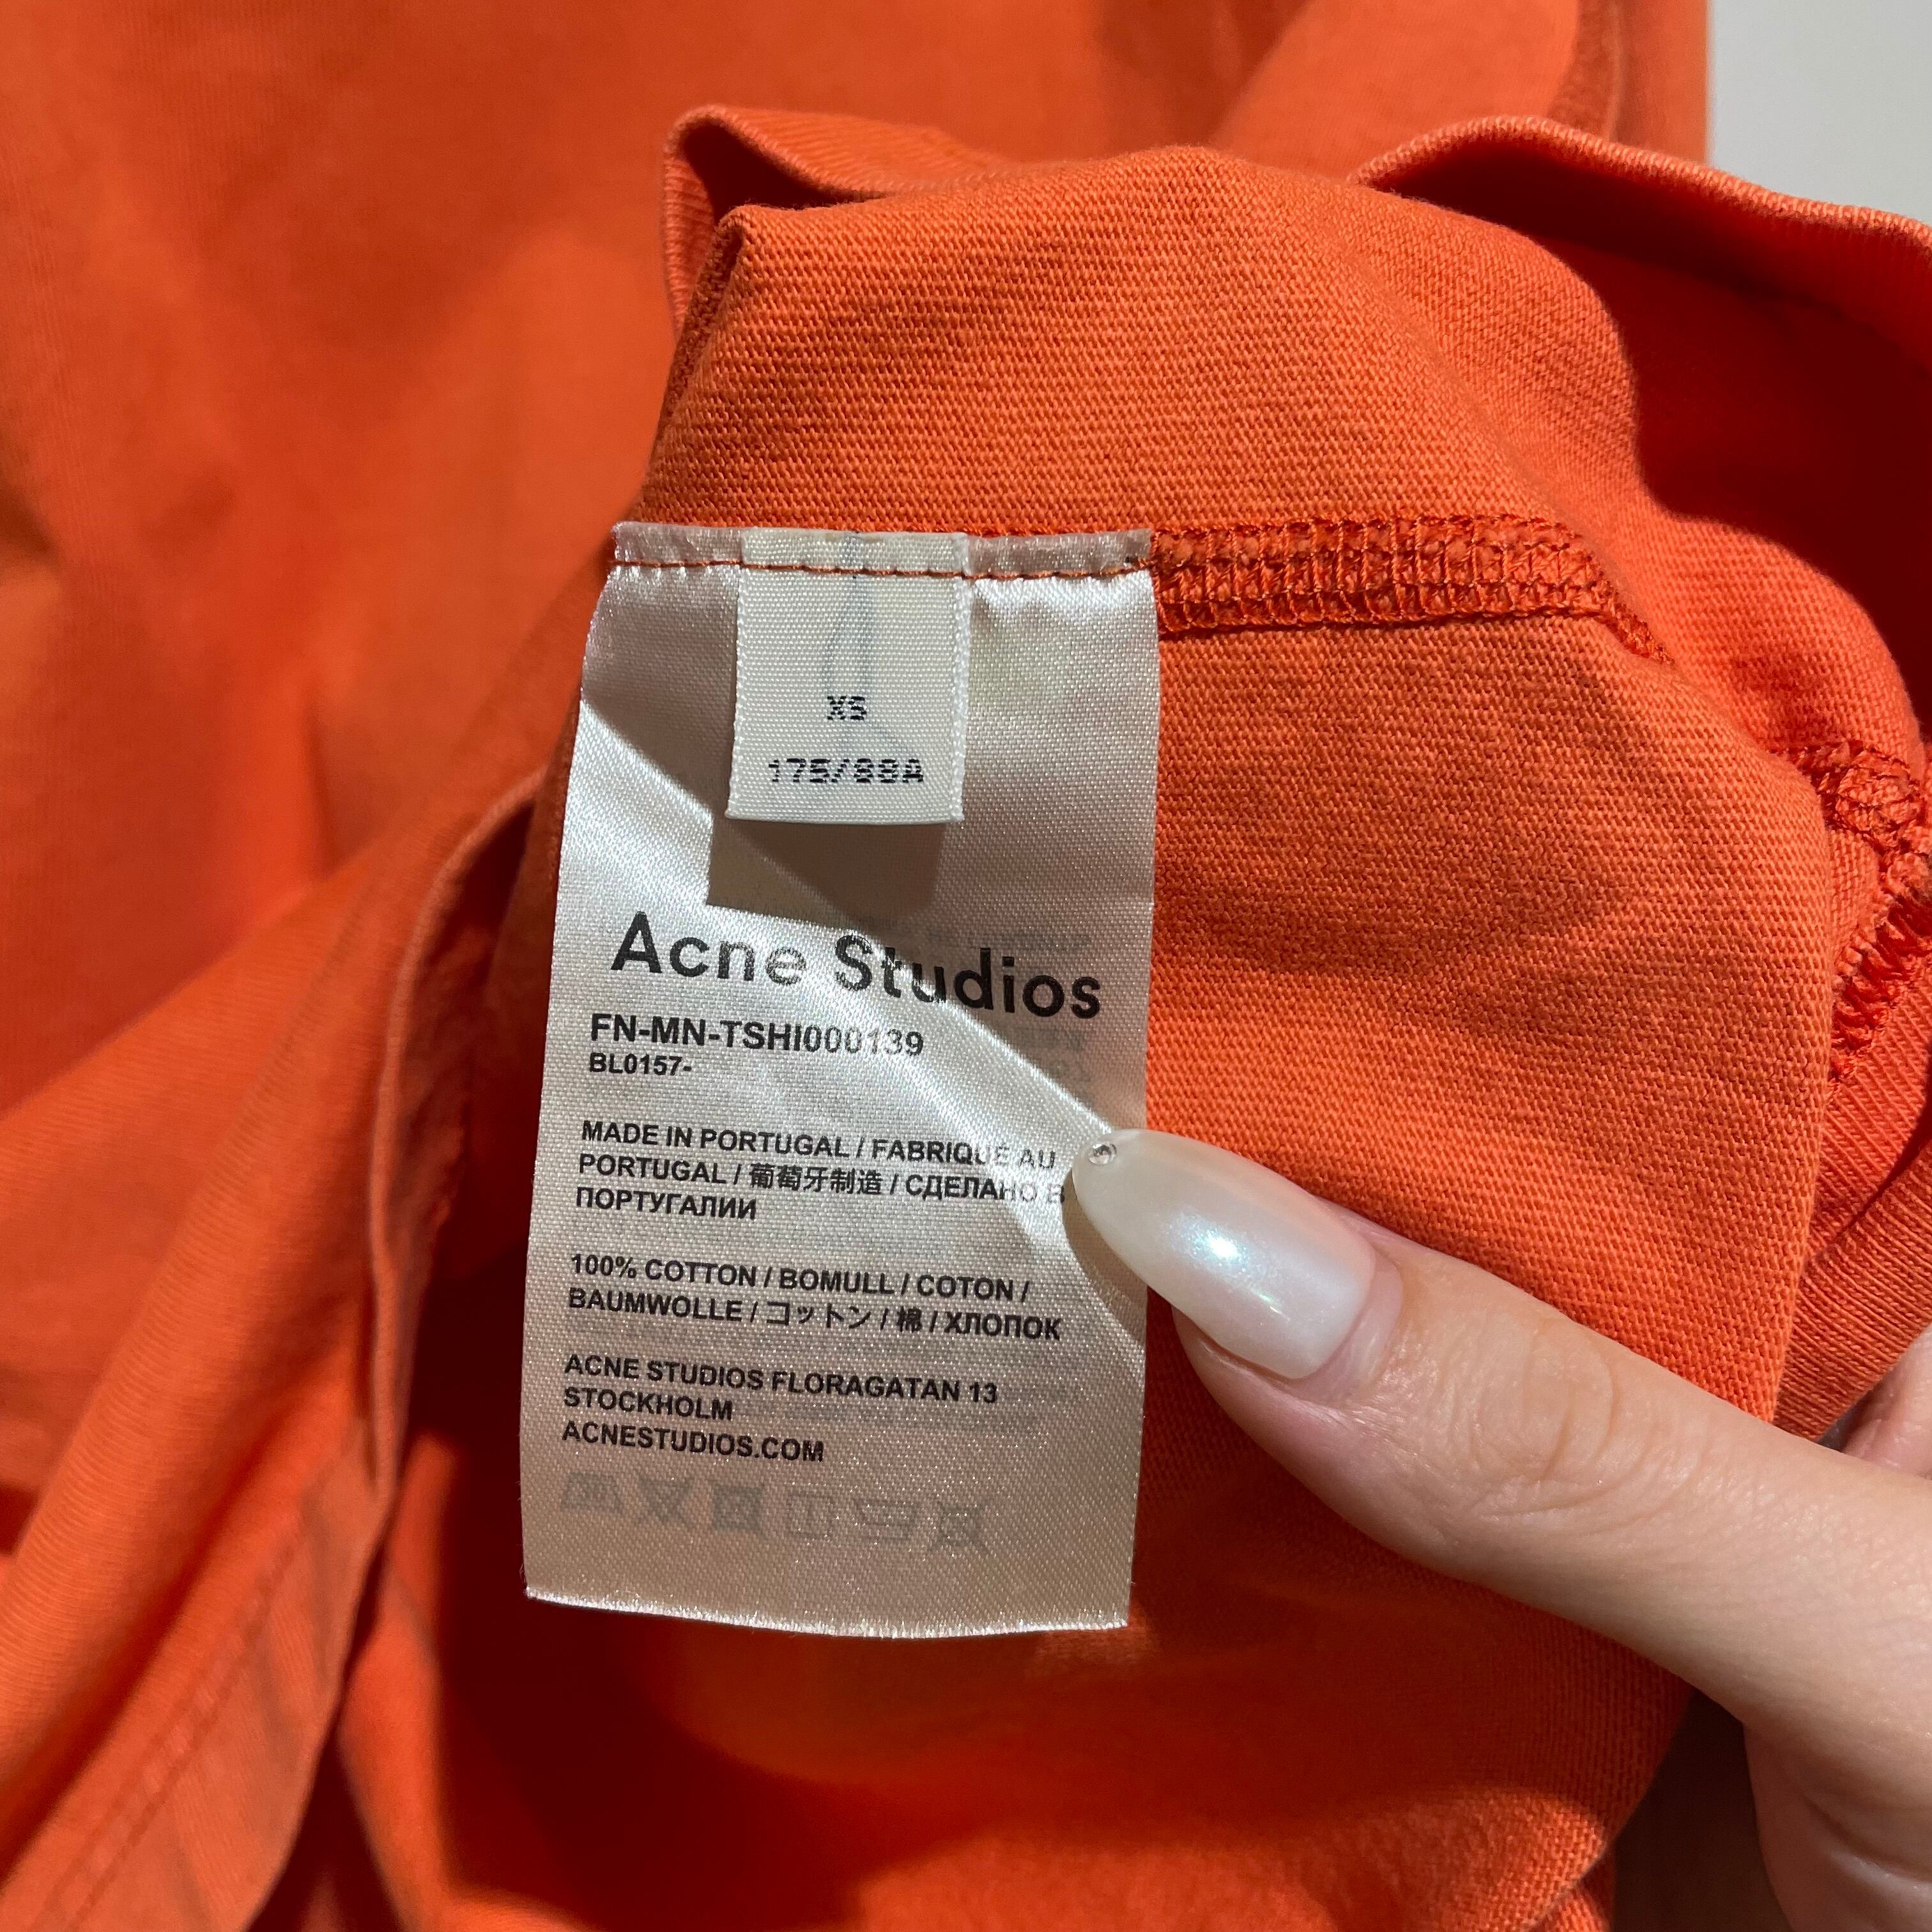 XS
175/88A
Acne Studios
FN-MN-TSHI000139
BL0157-
MADE IN PORTUGAL / FABRIQUÉ AU
PORTUGAL / 葡萄牙制造 / СДЕЛАНО В
ПОРТУГАЛИИ
100% COTTON / BOMULL / COTON /
BAUMWOLLE / コットン / 棉 / ХЛОПОК
ACNE STUDIOS FLORAGATAN 13
STOCKHOLM
ACNESTUDIOS.COM